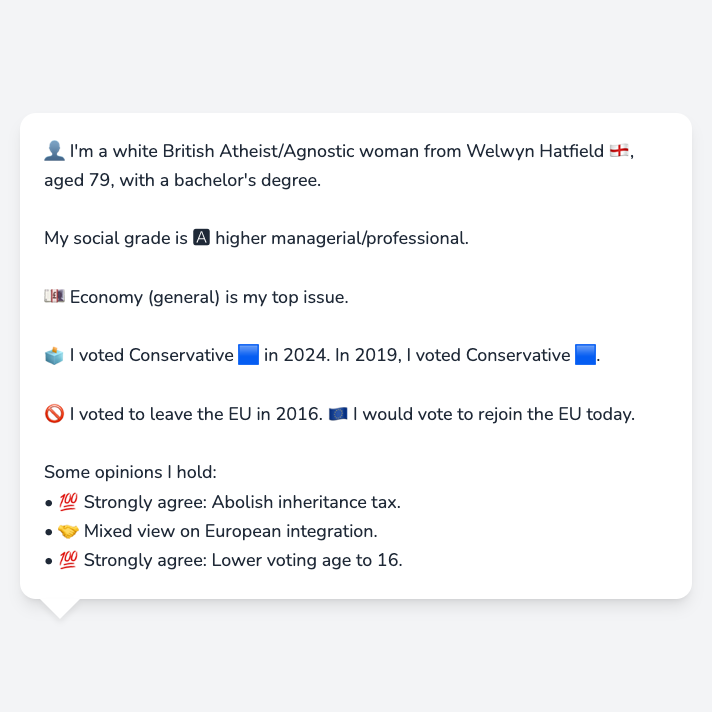 👤 I'm a white British Atheist/Agnostic woman from Welwyn Hatfield 🏴󠁧󠁢󠁥󠁮󠁧󠁿,
aged 79, with a bachelor's degree.
My social grade is 🅰 higher managerial/professional.
💷 Economy (general) is my top issue.
🗳️ I voted Conservative 🟦 in 2024. In 2019, I voted Conservative 🟦.
🚫 I voted to leave the EU in 2016. 🇪🇺 I would vote to rejoin the EU today.
Some opinions I hold:
• 💯 Strongly agree: Abolish inheritance tax.
• 🤝 Mixed view on European integration.
• 💯 Strongly agree: Lower voting age to 16.